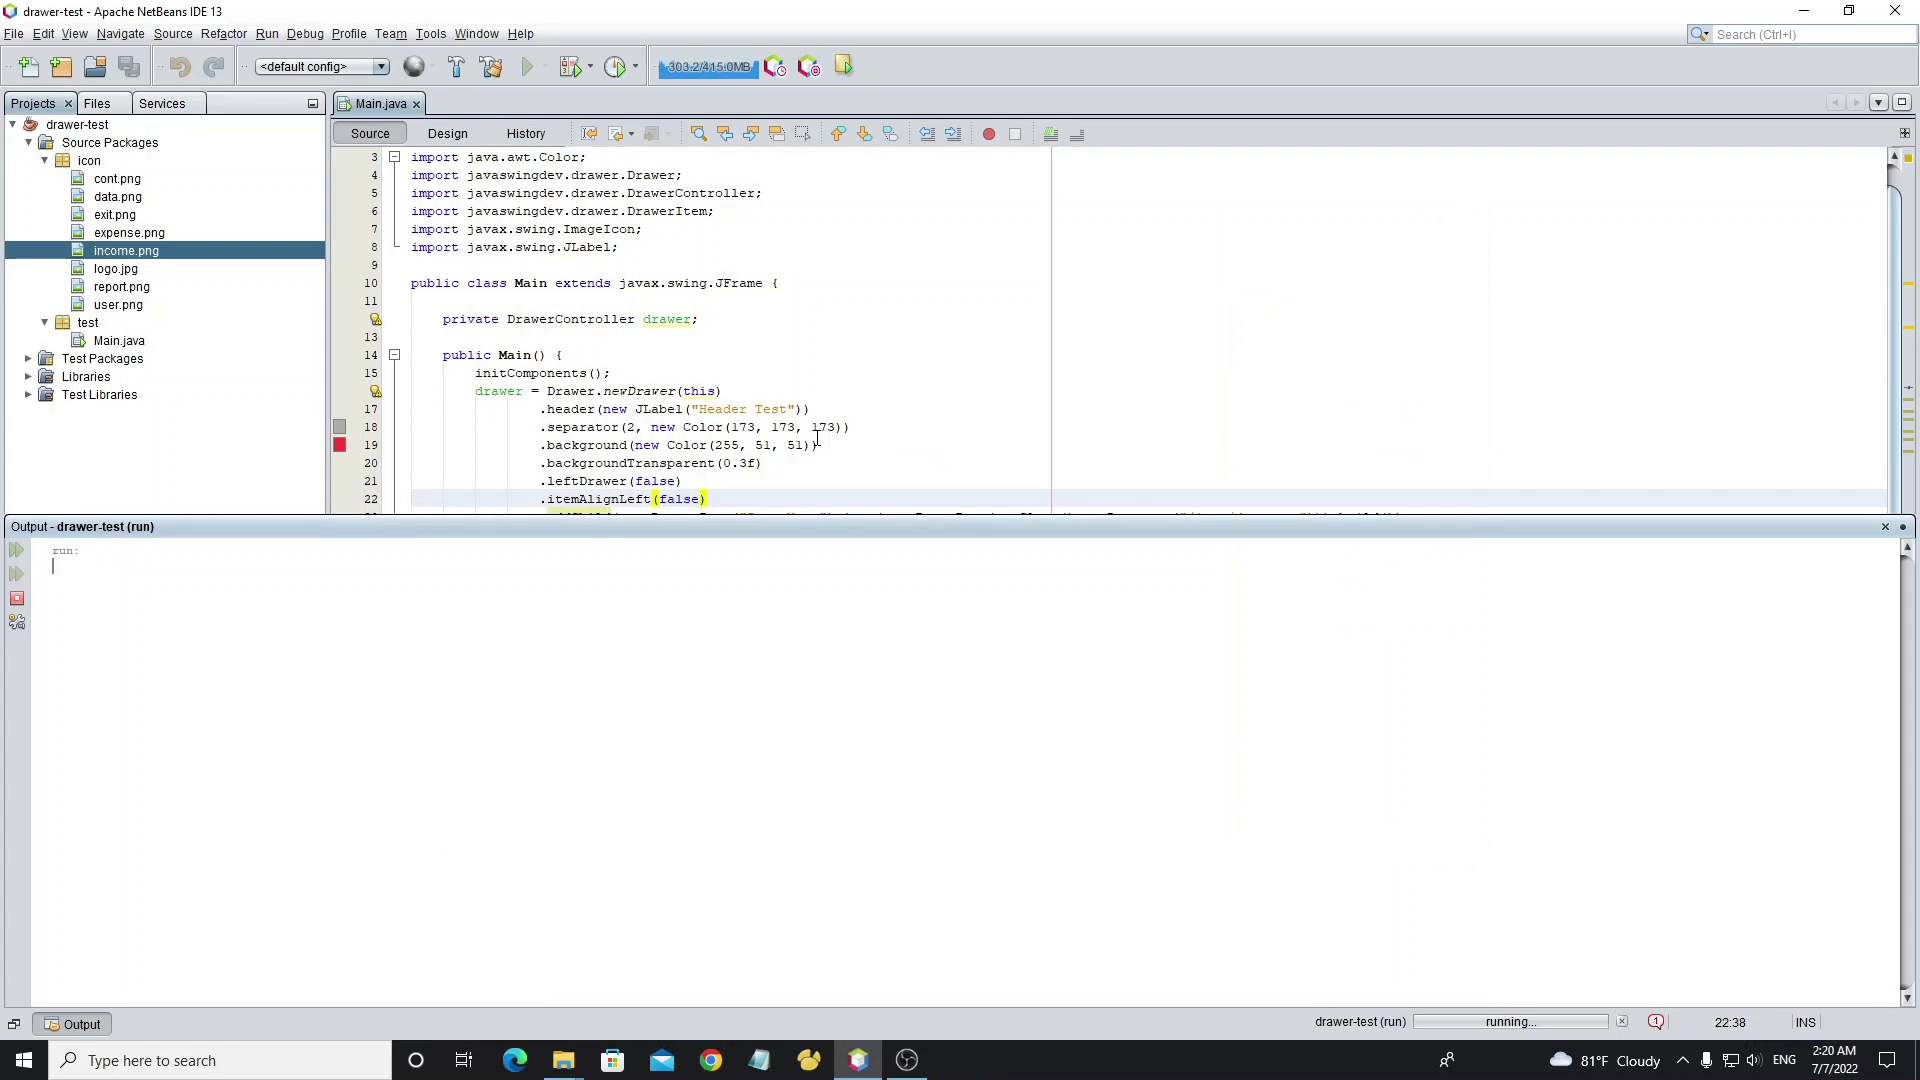 drawer-test - Apache NetBeans IDE 13
File Edit View Navigate Source Refactor Run Debug Profile Team Tools Window Help
Search (Ctrl+I)
<default config>
303.2/415.0MB
Projects Files Services
Main.java
drawer-test
Source Packages
icon
cont.png
data.png
exit.png
expense.png
income.png
logo.jpg
report.png
user.png
test
Main.java
Test Packages
Libraries
Test Libraries
Source Design History
3 import java.awt.Color;
4 import javaswingdev.drawer.Drawer;
5 import javaswingdev.drawer.DrawerController;
6 import javaswingdev.drawer.DrawerItem;
7 import javax.swing.ImageIcon;
8 import javax.swing.JLabel;
9
10 public class Main extends javax.swing.JFrame {
11
private DrawerController drawer;
13
14 public Main() {
15 initComponents();
drawer = Drawer.newDrawer(this)
17 .header(new JLabel("Header Test"))
18 .separator(2, new Color(173, 173, 173))
19 .background(new Color(255, 51, 51))
20 .backgroundTransparent(0.3f)
21 .leftDrawer(false)
22 .itemAlignLeft(false)
Output - drawer-test (run)
run:
Output
drawer-test (run) running... 1 22:38 INS
Type here to search
81°F Cloudy ENG
2:20 AM
7/7/2022